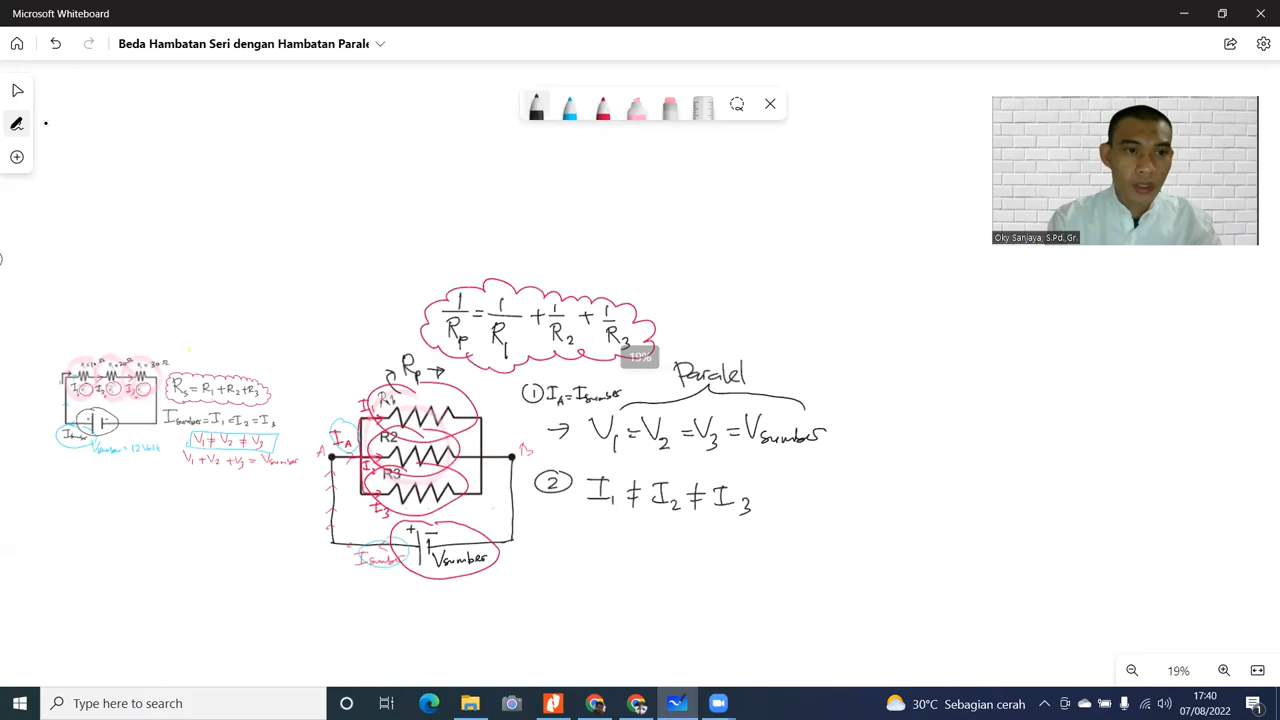 Microsoft Whiteboard
Beda Hambatan Seri dengan Hambatan Parale
Oky Sanjaya, S.Pd.,Gr.
1/Rp = 1/R1 + 1/R2 + 1/R3
19%
Rp
Paralel
① IA = Isumber
→ V1 = V2 = V3 = Vsumber
② I1 ≠ I2 ≠ I3
R1
R2
R3
I1
I3
IA
A
B
+ −
Isumber
Vsumber
Rs = R1 + R2 + R3
Isumber = I1 = I2 = I3
V1 ≠ V2 ≠ V3
V1 + V2 + V3 = Vsumber
Vsumber = 12 Volt
19%
Type here to search
30°C Sebagian cerah
17:40
07/08/2022